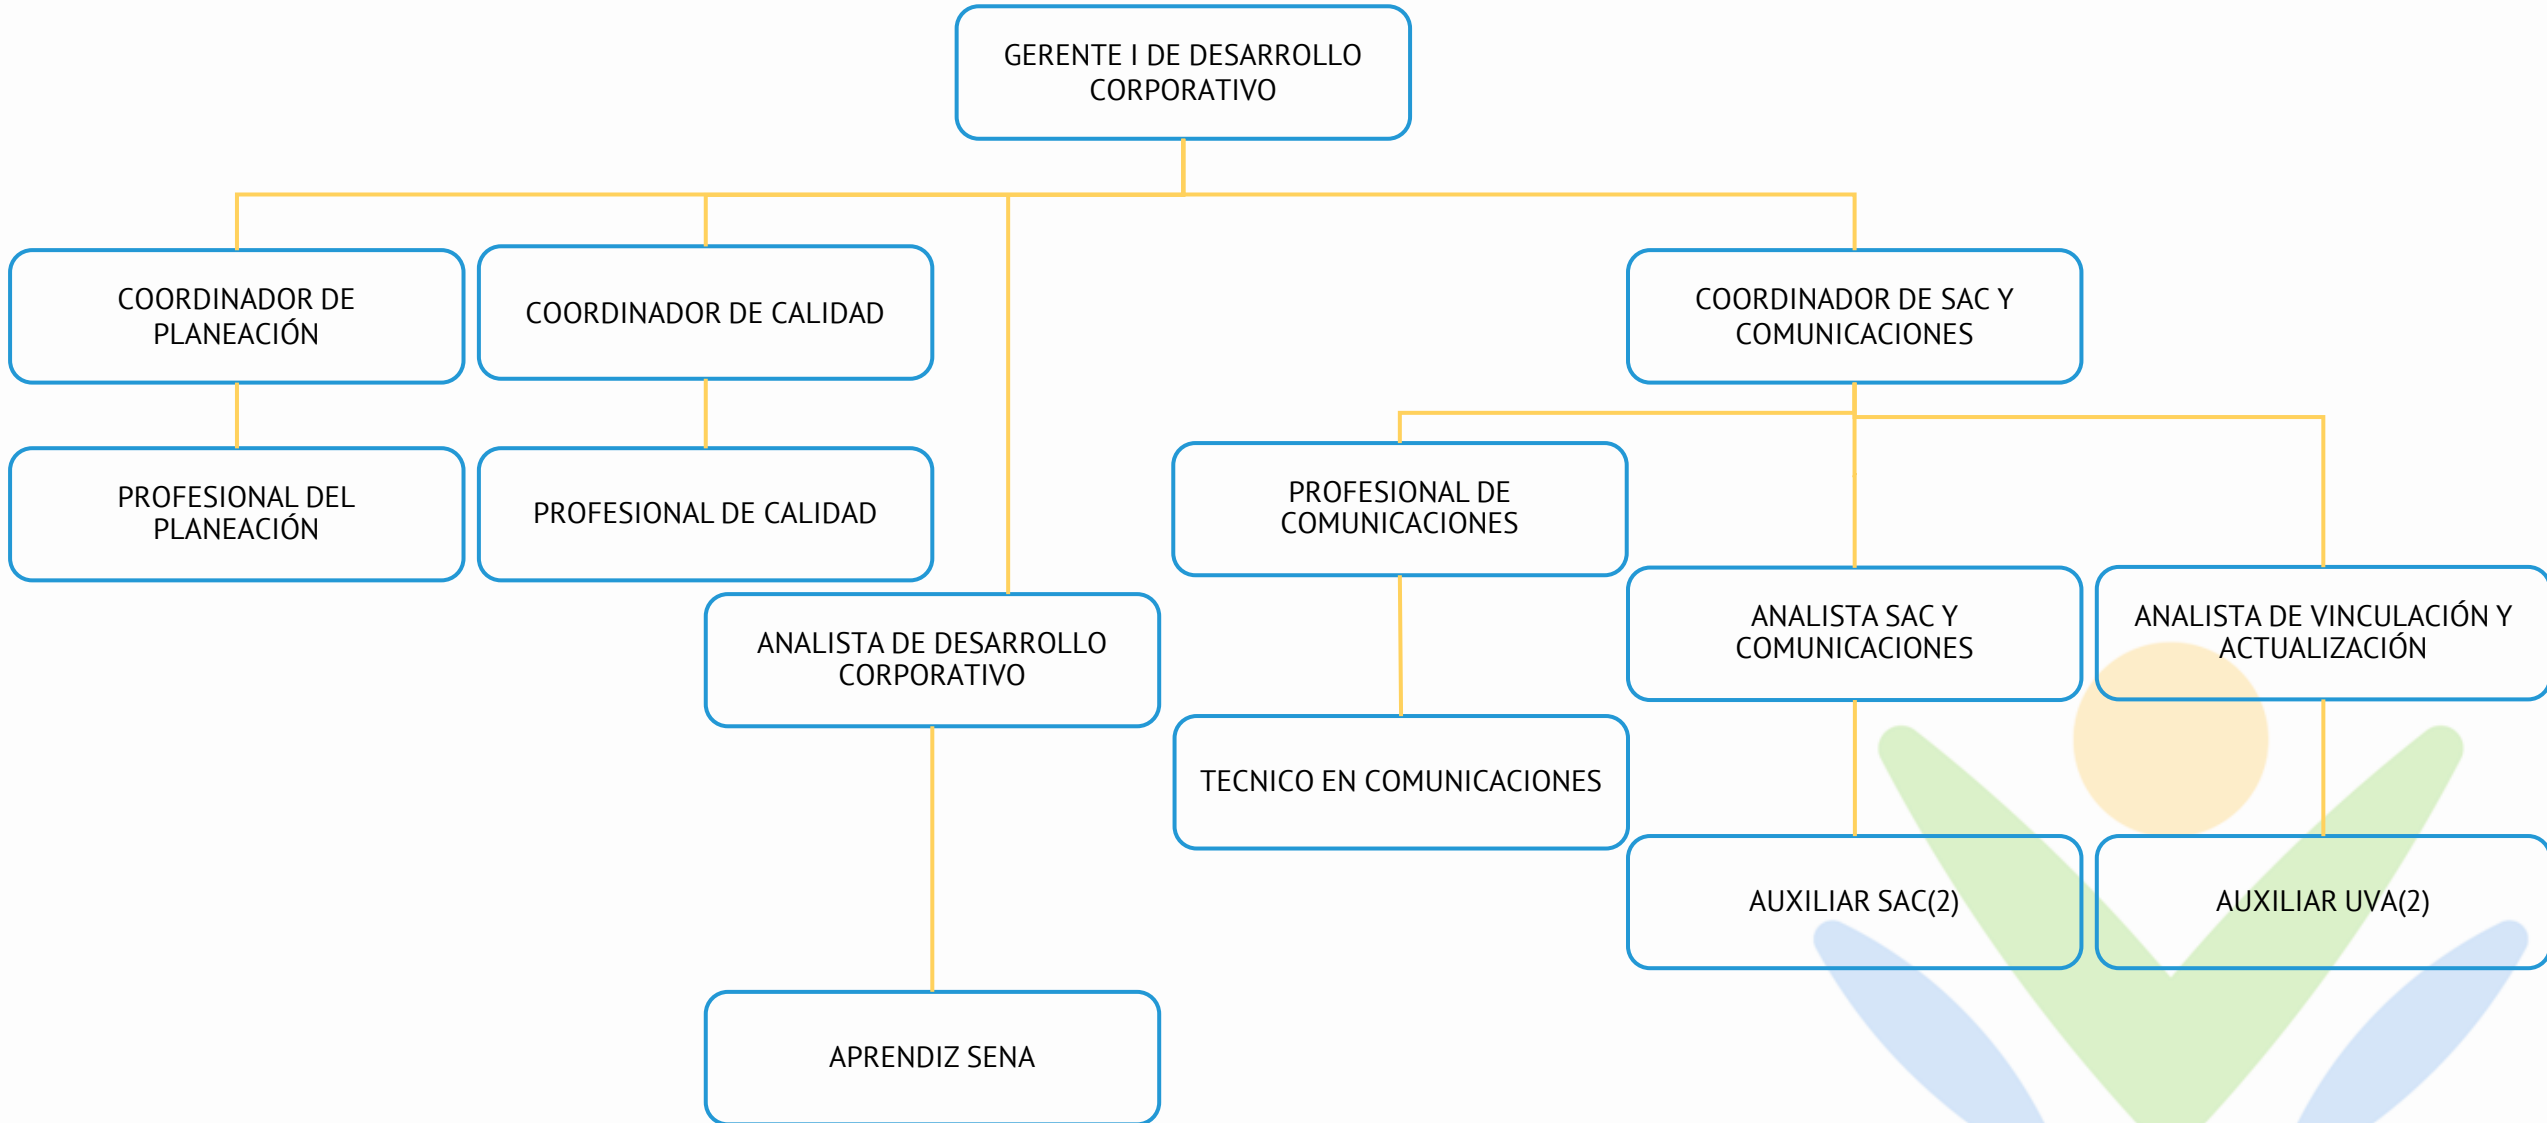 GERENTE I DE DESARROLLO
CORPORATIVO
COORDINADOR DE
PLANEACIÓN
COORDINADOR DE CALIDAD
COORDINADOR DE SAC Y
COMUNICACIONES
PROFESIONAL DEL
PLANEACIÓN
PROFESIONAL DE CALIDAD
PROFESIONAL DE
COMUNICACIONES
ANALISTA DE DESARROLLO
CORPORATIVO
ANALISTA SAC Y
COMUNICACIONES
ANALISTA DE VINCULACIÓN Y
ACTUALIZACIÓN
TECNICO EN COMUNICACIONES
AUXILIAR SAC(2)
AUXILIAR UVA(2)
APRENDIZ SENA